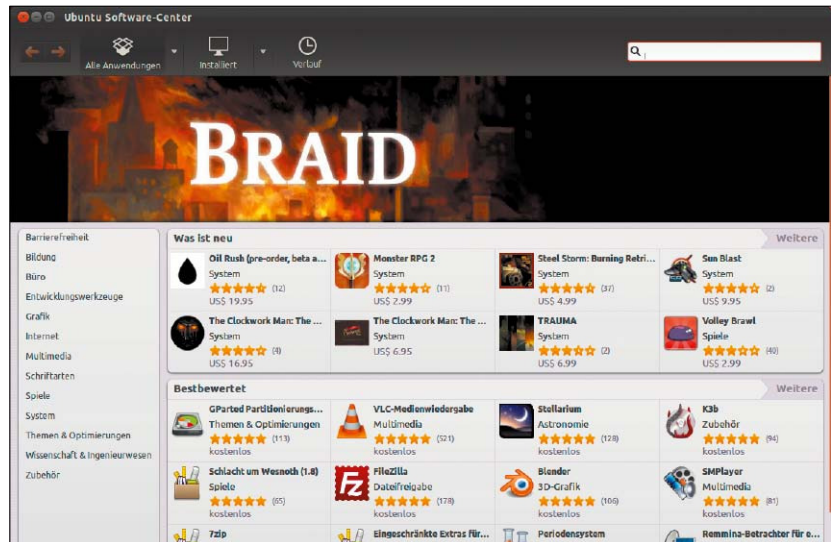 Ubuntu Software-Center
Alle Anwendungen
Installiert
Verlauf
BRAID
Barrierefreiheit
Bildung
Büro
Entwicklungswerkzeuge
Grafik
Internet
Multimedia
Schriftarten
Spiele
System
Themen & Optimierungen
Wissenschaft & Ingenieurwesen
Zubehör
Was ist neu
Weitere
Oil Rush (pre-order, beta a...
System
(12)
US$ 19.95
Monster RPG 2
System
(11)
US$ 2.99
Steel Storm: Burning Retri...
System
(37)
US$ 4.99
Sun Blast
System
(2)
US$ 9.95
The Clockwork Man: The ...
System
(4)
US$ 16.95
The Clockwork Man: The ...
System
US$ 6.95
TRAUMA
System
(2)
US$ 6.99
Volley Brawl
Spiele
(40)
US$ 2.99
Bestbewertet
Weitere
GParted Partitionierungs...
Themen & Optimierungen
(113)
kostenlos
VLC-Medienwiedergabe
Multimedia
(521)
kostenlos
Stellarium
Astronomie
(128)
kostenlos
K3b
Zubehör
(94)
kostenlos
Schlacht um Wesnoth (1.8)
Spiele
(65)
kostenlos
FileZilla
Dateifreigabe
(178)
kostenlos
Blender
3D-Grafik
(106)
kostenlos
SMPlayer
Multimedia
(81)
kostenlos
7zip
Eingeschränkte Extras für...
Periodensystem
Remmina-Betrachter für e...